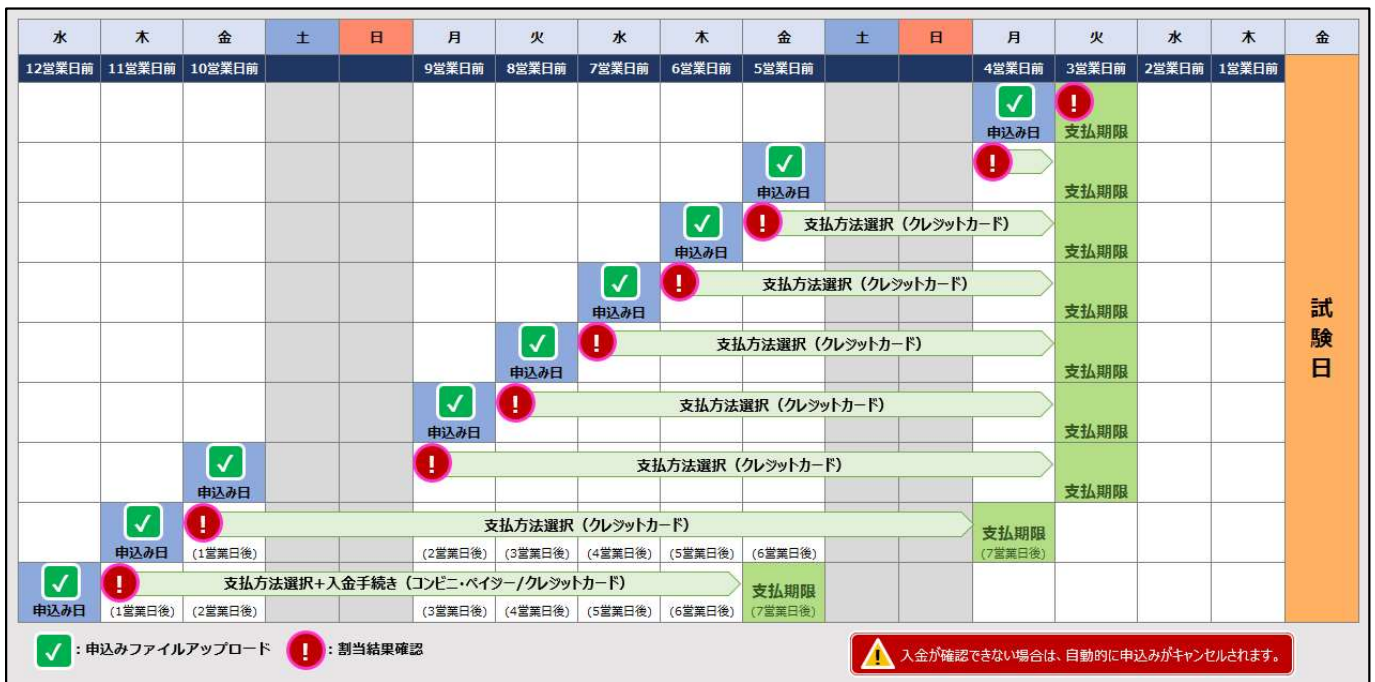 水 木 金 土 日 月 火 水 木 金 土 日 月 火 水 木 金
12営業日前 11営業日前 10営業日前 9営業日前 8営業日前 7営業日前 6営業日前 5営業日前 4営業日前 3営業日前 2営業日前 1営業日前
申込み日 支払期限
申込み日 支払期限
支払方法選択（クレジットカード）
申込み日 支払期限
支払方法選択（クレジットカード）
申込み日 支払期限
試験日
支払方法選択（クレジットカード）
申込み日 支払期限
支払方法選択（クレジットカード）
申込み日 支払期限
支払方法選択（クレジットカード）
申込み日 支払期限
支払方法選択（クレジットカード） 支払期限
申込み日 (1営業日後) (2営業日後) (3営業日後) (4営業日後) (5営業日後) (6営業日後) (7営業日後)
支払方法選択＋入金手続き（コンビニ・ペイジー/クレジットカード） 支払期限
申込み日 (1営業日後) (2営業日後) (3営業日後) (4営業日後) (5営業日後) (6営業日後) (7営業日後)
：申込みファイルアップロード ：割当結果確認
入金が確認できない場合は、自動的に申込みがキャンセルされます。